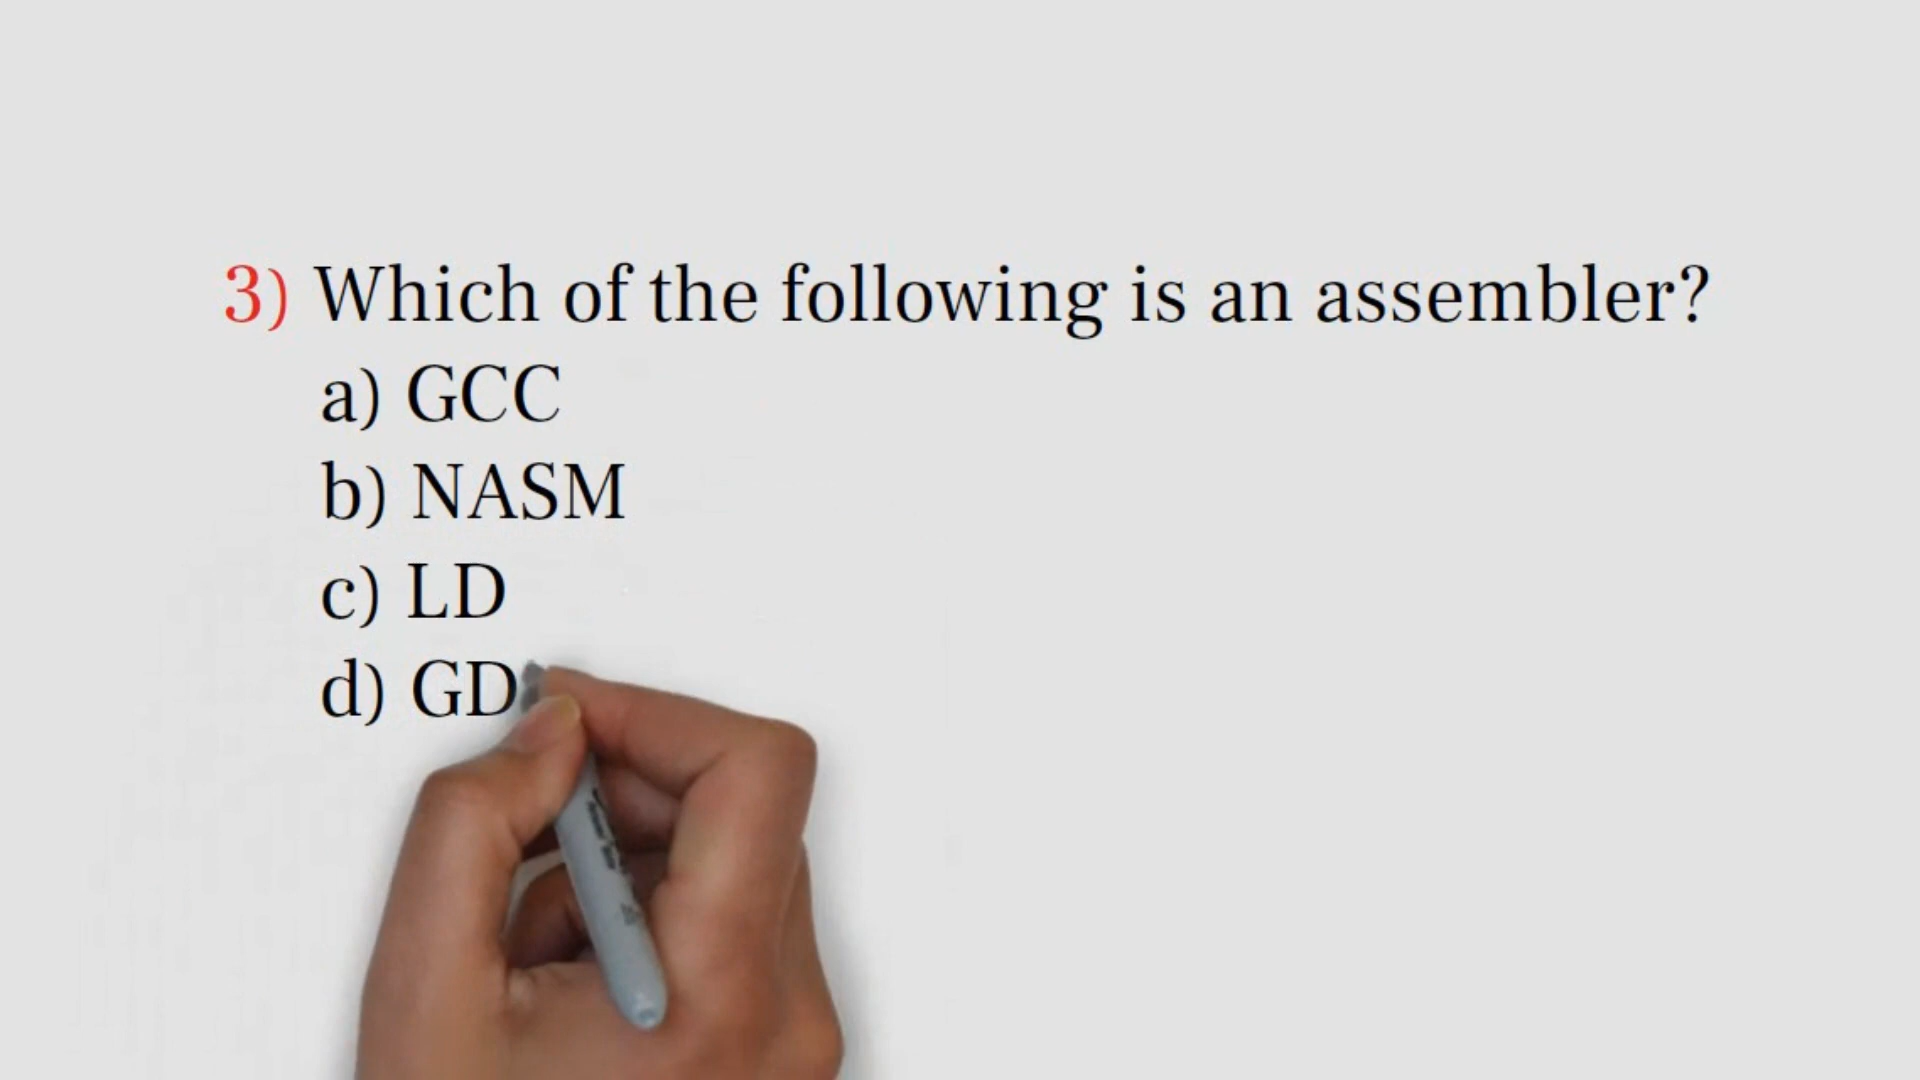 3) Which of the following is an assembler?
a) GCC
b) NASM
c) LD
d) GD